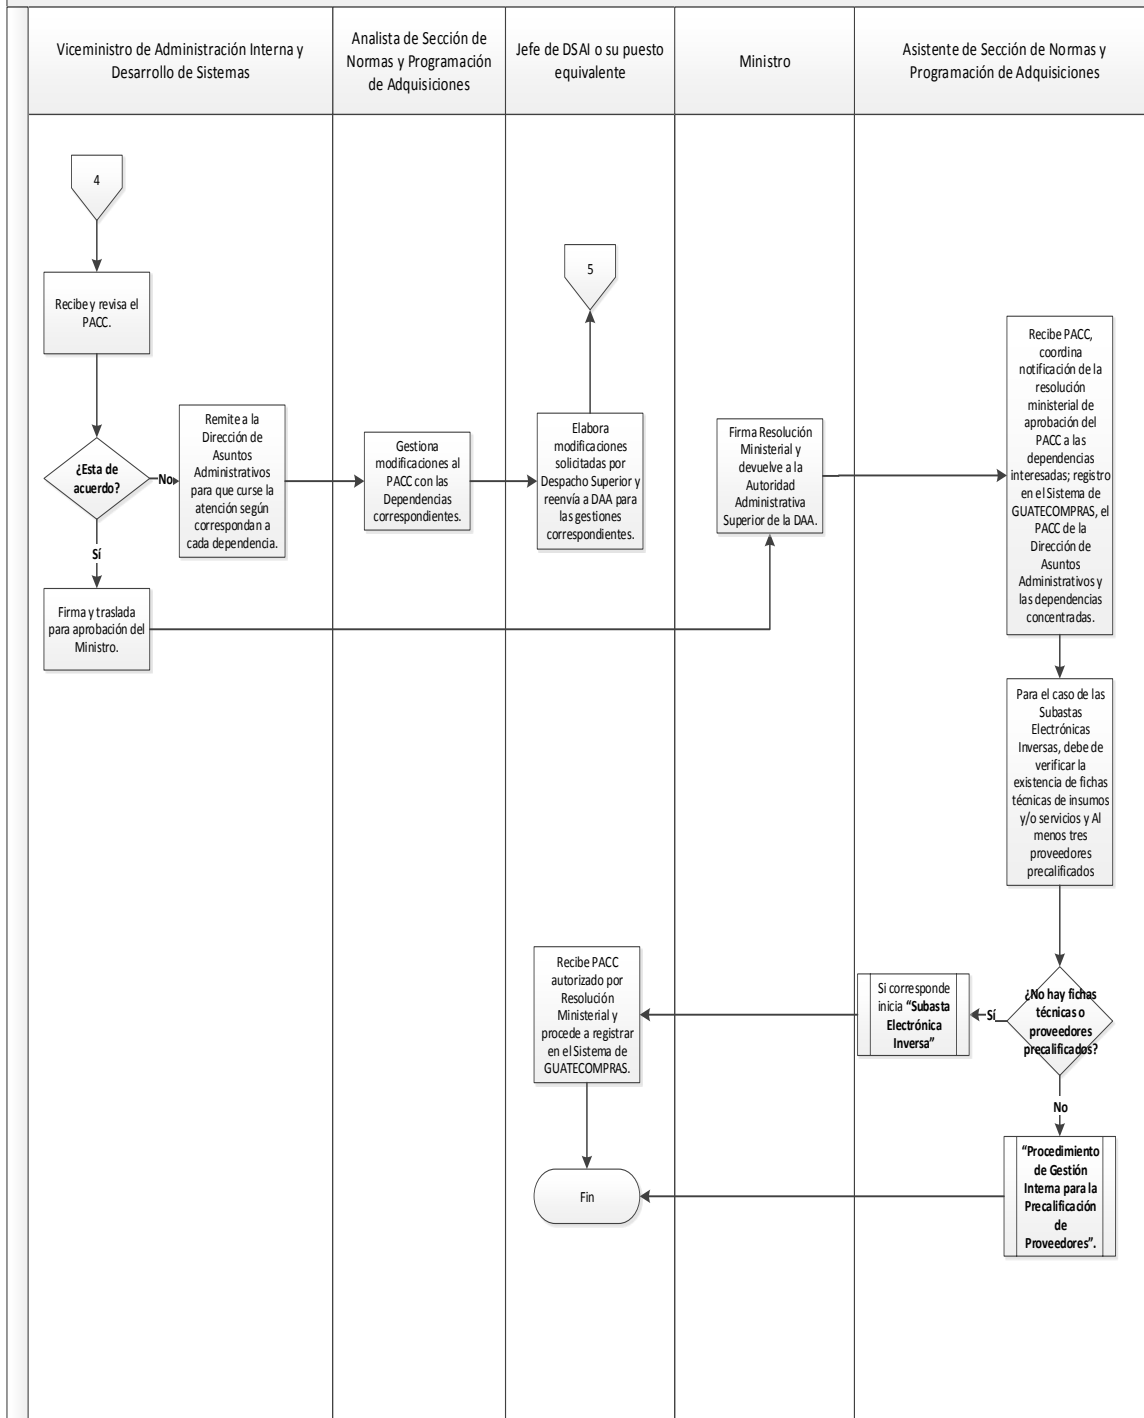 Viceministro de Administración Interna y
Desarrollo de Sistemas
Analista de Sección de
Normas y Programación
de Adquisiciones
Jefe de DSAI o su puesto
equivalente
Ministro
Asistente de Sección de Normas y
Programación de Adquisiciones
4
Recibe y revisa el
PACC.
¿Esta de
acuerdo?
No
Sí
Remite a la
Dirección de
Asuntos
Administrativos
para que curse la
atención según
correspondan a
cada dependencia.
Firma y traslada
para aprobación del
Ministro.
Gestiona
modificaciones al
PACC con las
Dependencias
correspondientes.
5
Elabora
modificaciones
solicitadas por
Despacho Superior y
reenvía a DAA para
las gestiones
correspondientes.
Firma Resolución
Ministerial y
devuelve a la
Autoridad
Administrativa
Superior de la DAA.
Recibe PACC,
coordina
notificación de la
resolución
ministerial de
aprobación del
PACC a las
dependencias
interesadas; registro
en el Sistema de
GUATECOMPRAS, el
PACC de la
Dirección de
Asuntos
Administrativos y
las dependencias
concentradas.
Para el caso de las
Subastas
Electrónicas
Inversas, debe de
verificar la
existencia de fichas
técnicas de insumos
y/o servicios y Al
menos tres
proveedores
precalificados
¿No hay fichas
técnicas o
proveedores
precalificados?
Sí
No
Si corresponde
inicia “Subasta
Electrónica
Inversa”
Recibe PACC
autorizado por
Resolución
Ministerial y
procede a registrar
en el Sistema de
GUATECOMPRAS.
“Procedimiento
de Gestión
Interna para la
Precalificación
de
Proveedores”.
Fin